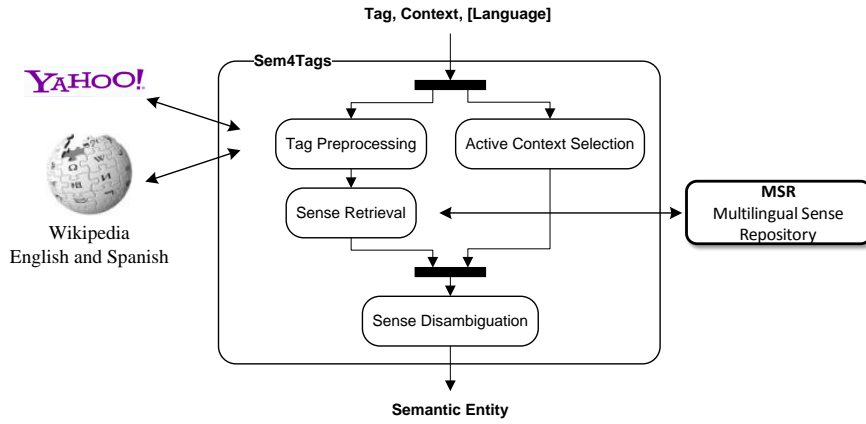 Tag, Context, [Language]
Sem4Tags
YAHOO!
Tag Preprocessing
Active Context Selection
Sense Retrieval
MSR
Multilingual Sense
Repository
Wikipedia
English and Spanish
Sense Disambiguation
Semantic Entity